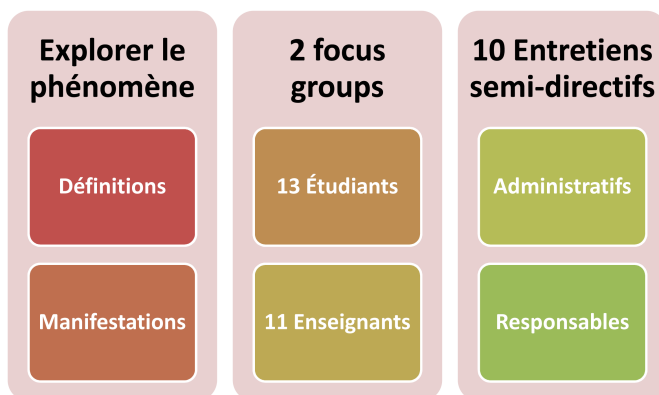 Explorer le
phénomène
Définitions
Manifestations
2 focus
groups
13 Étudiants
11 Enseignants
10 Entretiens
semi-directifs
Administratifs
Responsables